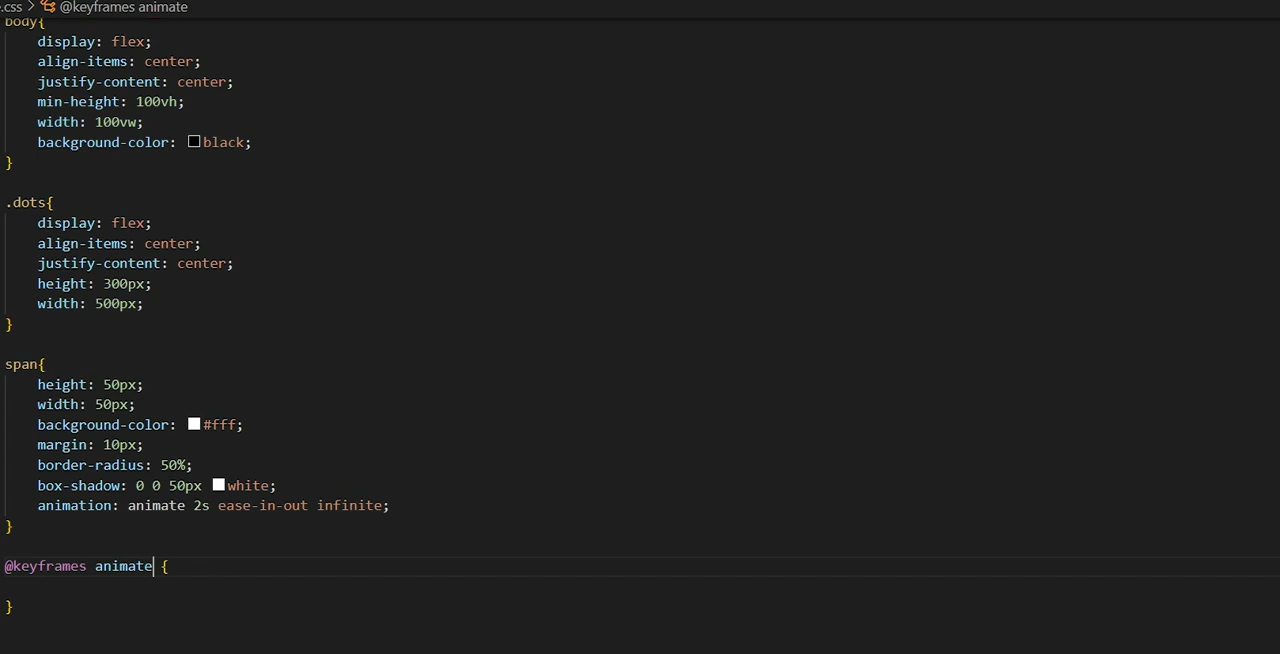 .css > @keyframes animate
body{
    display: flex;
    align-items: center;
    justify-content: center;
    min-height: 100vh;
    width: 100vw;
    background-color: black;
}
.dots{
    display: flex;
    align-items: center;
    justify-content: center;
    height: 300px;
    width: 500px;
}
span{
    height: 50px;
    width: 50px;
    background-color: #fff;
    margin: 10px;
    border-radius: 50%;
    box-shadow: 0 0 50px white;
    animation: animate 2s ease-in-out infinite;
}
@keyframes animate {
}